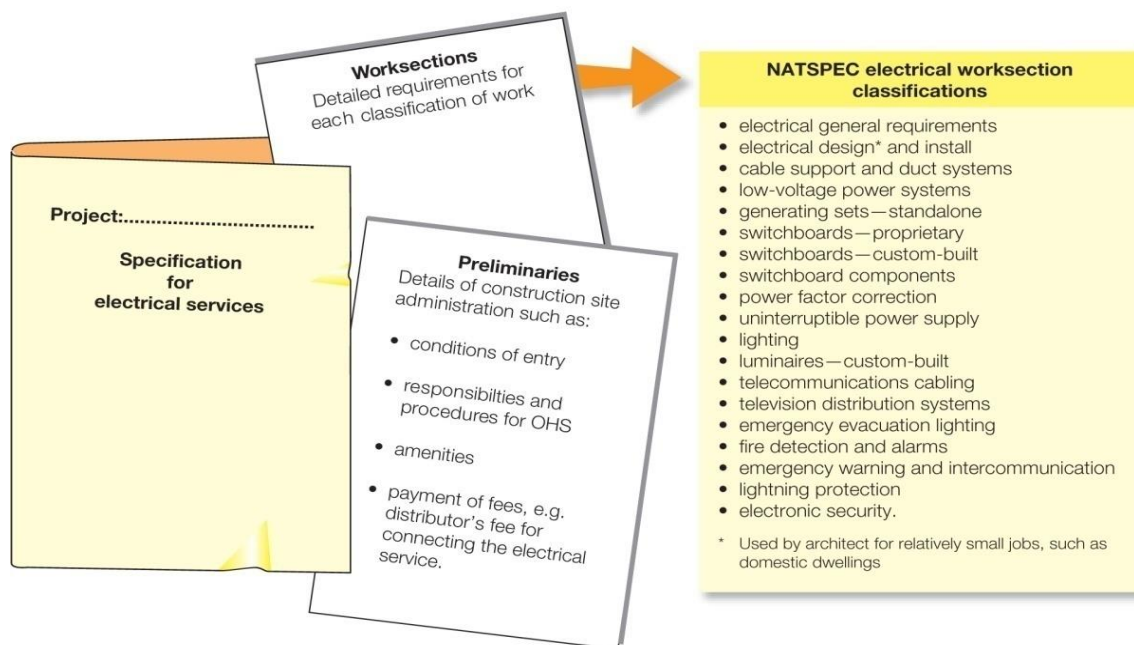 Project:..................................
Specification
for
electrical services
Worksections
Detailed requirements for
each classification of work
Preliminaries
Details of construction site
administration such as:
• conditions of entry
• responsibilties and
procedures for OHS
• amenities
• payment of fees, e.g.
distributor's fee for
connecting the electrical
service.
NATSPEC electrical worksection
classifications
• electrical general requirements
• electrical design* and install
• cable support and duct systems
• low-voltage power systems
• generating sets—standalone
• switchboards—proprietary
• switchboards—custom-built
• switchboard components
• power factor correction
• uninterruptible power supply
• lighting
• luminaires—custom-built
• telecommunications cabling
• television distribution systems
• emergency evacuation lighting
• fire detection and alarms
• emergency warning and intercommunication
• lightning protection
• electronic security.
* Used by architect for relatively small jobs, such as
domestic dwellings